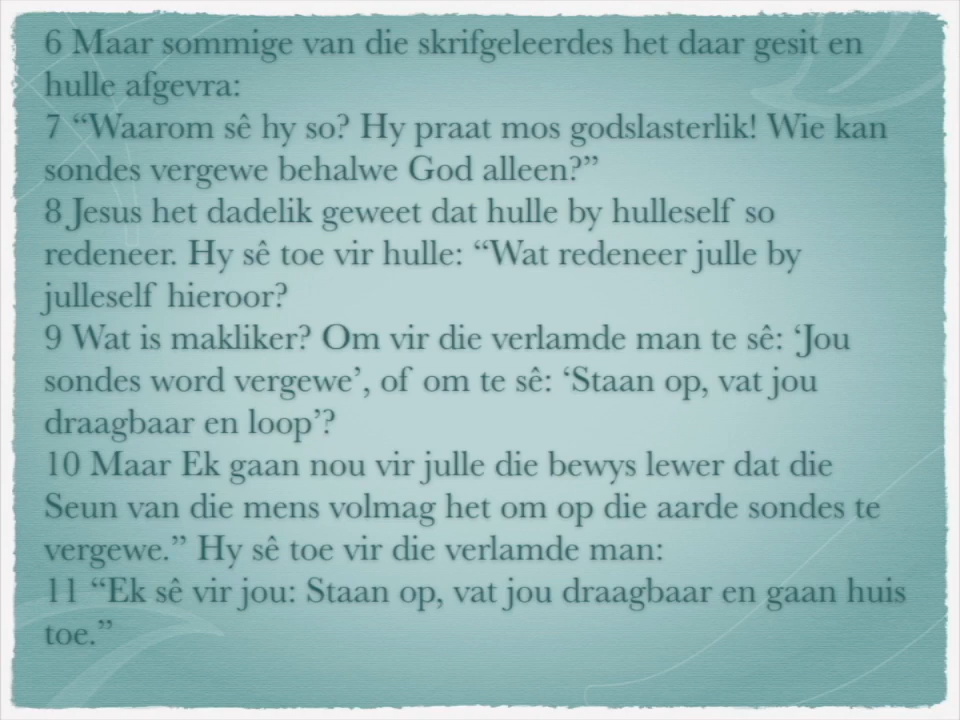 6 Maar sommige van die skrifgeleerdes het daar gesit en
hulle afgevra:
7 “Waarom sê hy so? Hy praat mos godslasterlik! Wie kan
sondes vergewe behalwe God alleen?”
8 Jesus het dadelik geweet dat hulle by hulleself so
redeneer. Hy sê toe vir hulle: “Wat redeneer julle by
julleself hieroor?
9 Wat is makliker? Om vir die verlamde man te sê: ‘Jou
sondes word vergewe’, of om te sê: ‘Staan op, vat jou
draagbaar en loop’?
10 Maar Ek gaan nou vir julle die bewys lewer dat die
Seun van die mens volmag het om op die aarde sondes te
vergewe.” Hy sê toe vir die verlamde man:
11 “Ek sê vir jou: Staan op, vat jou draagbaar en gaan huis
toe.”